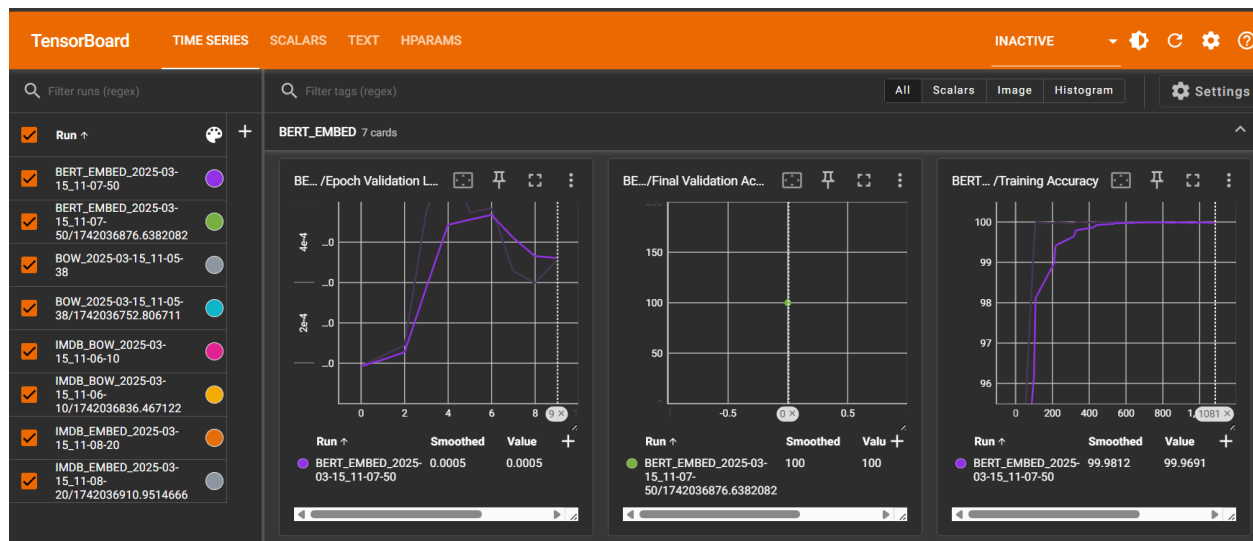 TensorBoard TIME SERIES SCALARS TEXT HPARAMS INACTIVE
Filter runs (regex)
Filter tags (regex) All Scalars Image Histogram Settings
Run ↑
BERT_EMBED_2025-03-
15_11-07-50
BERT_EMBED_2025-03-
15_11-07-
50/1742036876.6382082
BOW_2025-03-15_11-05-
38
BOW_2025-03-15_11-05-
38/1742036752.806711
IMDB_BOW_2025-03-
15_11-06-10
IMDB_BOW_2025-03-
15_11-06-
10/1742036836.467122
IMDB_EMBED_2025-03-
15_11-08-20
IMDB_EMBED_2025-03-
15_11-08-
20/1742036910.9514666
BERT_EMBED 7 cards
BE… /Epoch Validation L…
4e-4
…0
…0
2e-4
…0
…0
0 2 4 6 8 9 ×
Run ↑ Smoothed Value
BERT_EMBED_2025- 0.0005 0.0005
03-15_11-07-50
BE… /Final Validation Ac…
150
100
50
-0.5 0 × 0.5
Run ↑ Smoothed Valu
BERT_EMBED_2025-03- 100 100
15_11-07-
50/1742036876.6382082
BERT… /Training Accuracy
100
99
98
97
96
0 200 400 600 800 1,1081 ×
Run ↑ Smoothed Value
BERT_EMBED_2025- 99.9812 99.9691
03-15_11-07-50